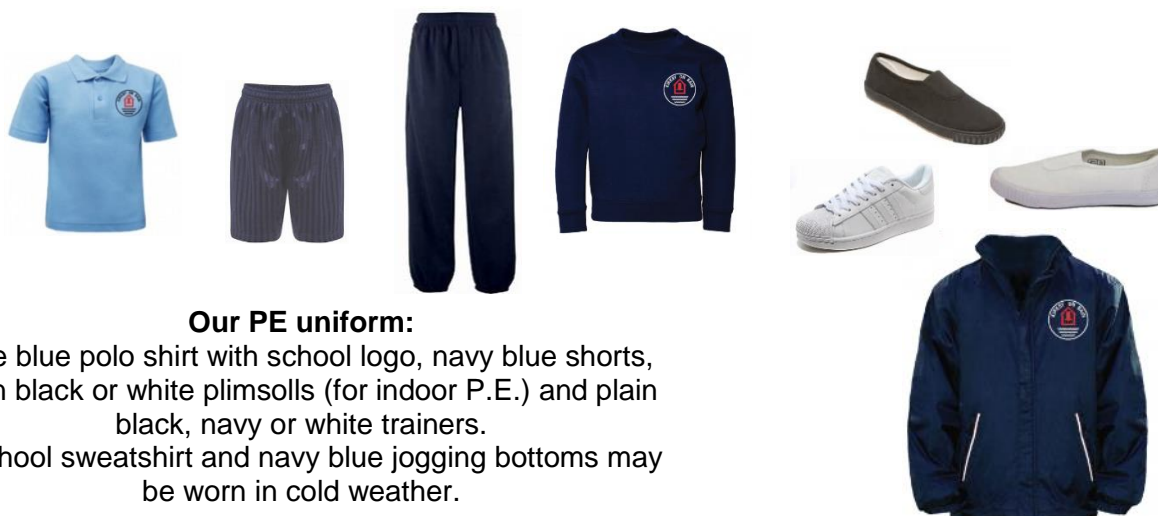 Our PE uniform:
e blue polo shirt with school logo, navy blue shorts,
n black or white plimsolls (for indoor P.E.) and plain
black, navy or white trainers.
hool sweatshirt and navy blue jogging bottoms may
be worn in cold weather.